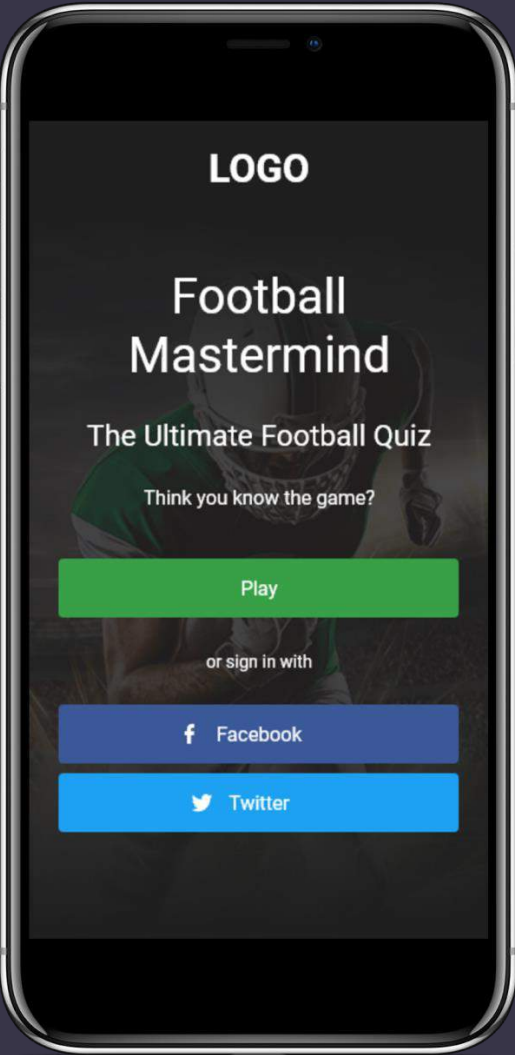 LOGO
Football
Mastermind
The Ultimate Football Quiz
Think you know the game?
Play
or sign in with
Facebook
Twitter